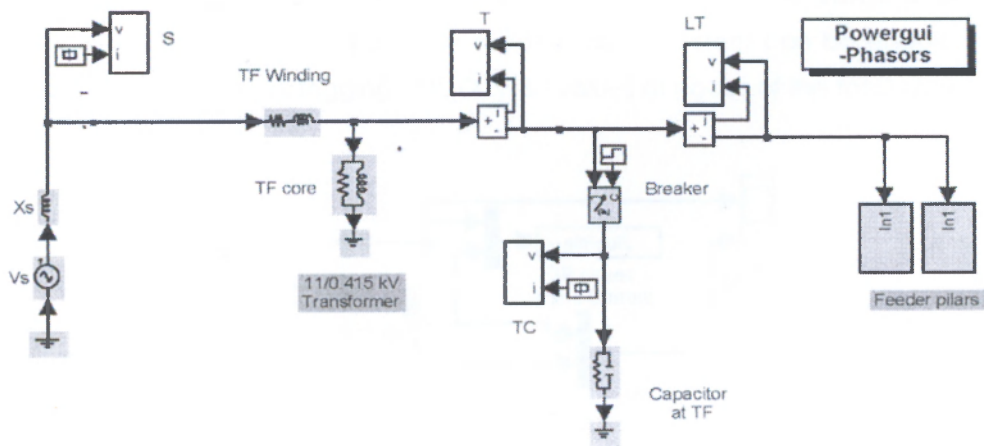 v
i
S
T
v
i
LT
v
i
Powergui
-Phasors
TF Winding
+
-
i
+
-
i
TF core
Breaker
c
Xs
Vs
In1
In1
11/0.415 kV
Transformer
v
i
TC
Feeder pilars
Capacitor
at TF